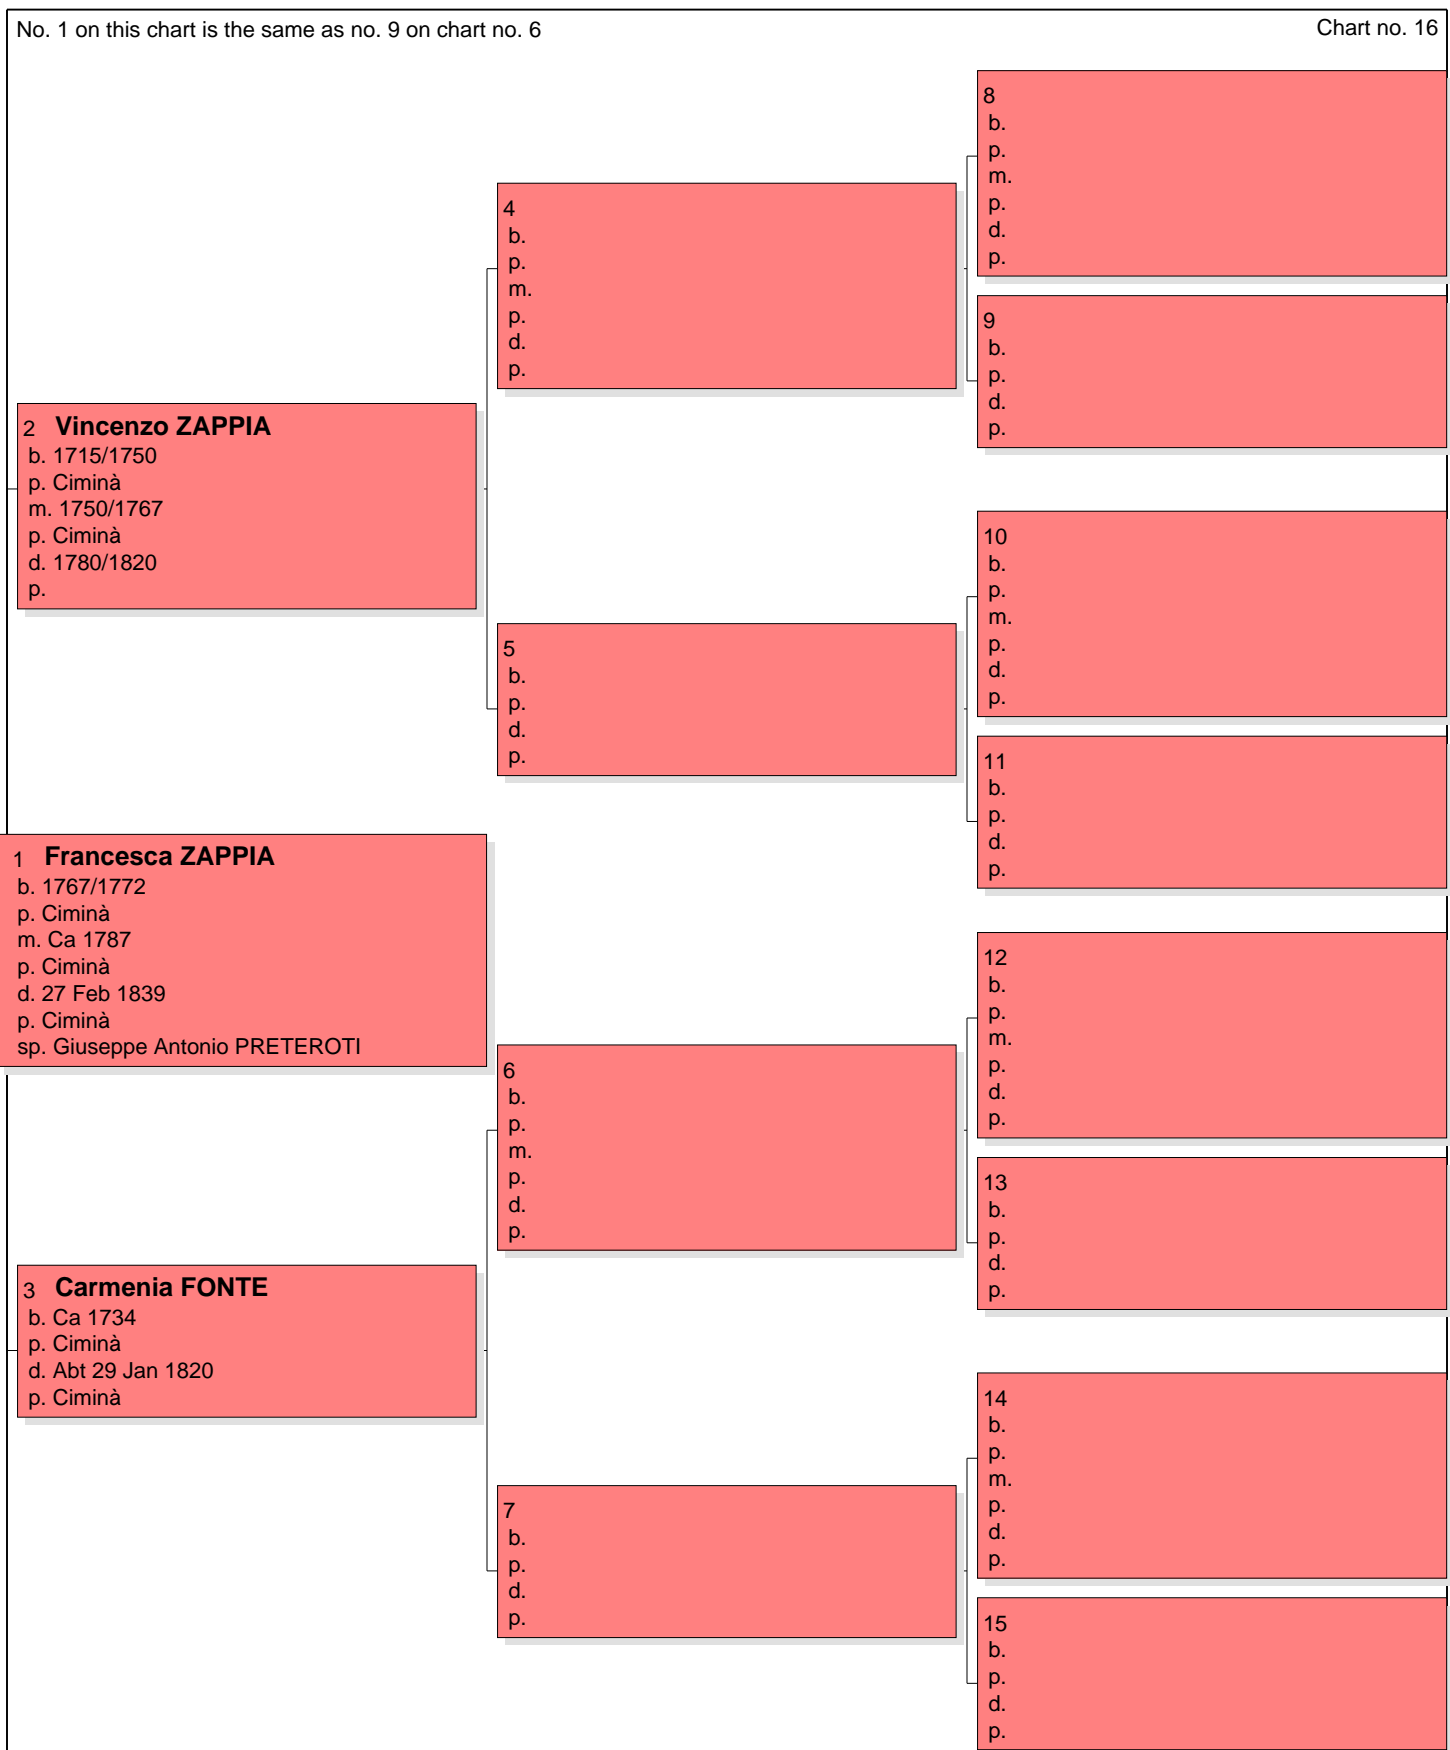 No. 1 on this chart is the same as no. 9 on chart no. 6
Chart no. 16
8
b.
p.
m.
p.
d.
p.
4
b.
p.
m.
p.
d.
p.
9
b.
p.
d.
p.
2 Vincenzo ZAPPIA
b. 1715/1750
p. Ciminà
m. 1750/1767
p. Ciminà
d. 1780/1820
p.
10
b.
p.
m.
p.
d.
p.
5
b.
p.
d.
p.
11
b.
p.
d.
p.
1 Francesca ZAPPIA
b. 1767/1772
p. Ciminà
m. Ca 1787
p. Ciminà
d. 27 Feb 1839
p. Ciminà
sp. Giuseppe Antonio PRETEROTI
12
b.
p.
m.
p.
d.
p.
6
b.
p.
m.
p.
d.
p.
13
b.
p.
d.
p.
3 Carmenia FONTE
b. Ca 1734
p. Ciminà
d. Abt 29 Jan 1820
p. Ciminà
14
b.
p.
m.
p.
d.
p.
7
b.
p.
d.
p.
15
b.
p.
d.
p.